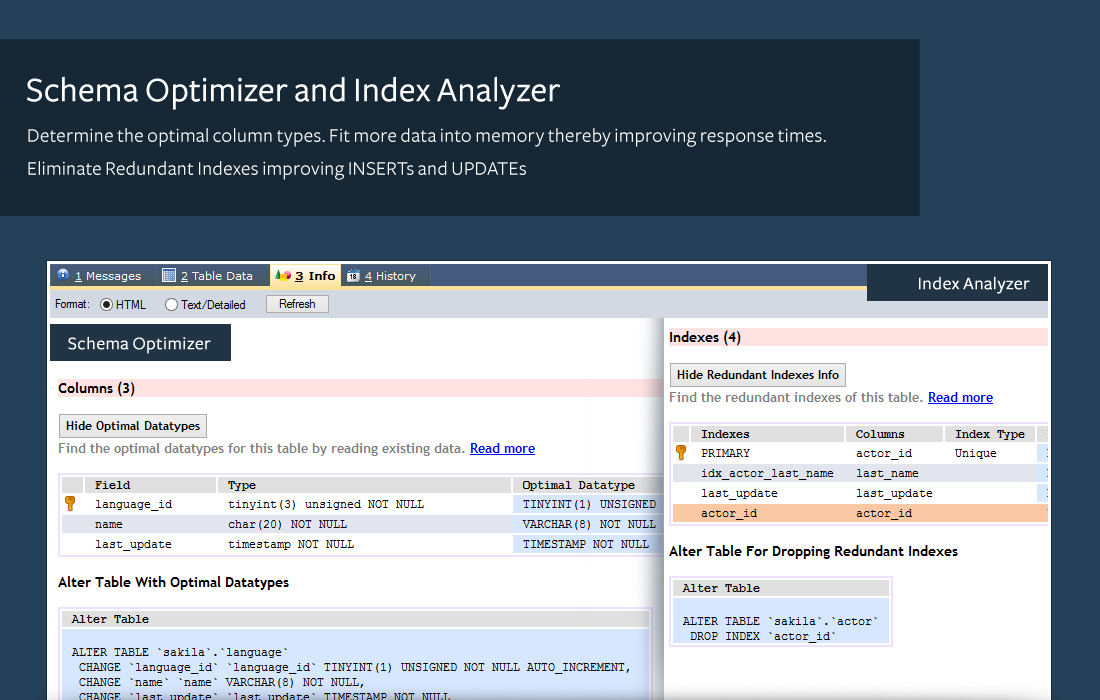 Schema Optimizer and Index Analyzer
Determine the optimal column types. Fit more data into memory thereby improving response times.
Eliminate Redundant Indexes improving INSERTs and UPDATEs
1 Messages 2 Table Data 3 Info 4 History
Format: HTML Text/Detailed Refresh
Schema Optimizer
Columns (3)
Hide Optimal Datatypes
Find the optimal datatypes for this table by reading existing data. Read more
Field Type Optimal Datatype
language_id tinyint(3) unsigned NOT NULL TINYINT(1) UNSIGNED
name char(20) NOT NULL VARCHAR(8) NOT NULL
last_update timestamp NOT NULL TIMESTAMP NOT NULL
Alter Table With Optimal Datatypes
Alter Table
ALTER TABLE `sakila`.`language`
CHANGE `language_id` `language_id` TINYINT(1) UNSIGNED NOT NULL AUTO_INCREMENT,
CHANGE `name` `name` VARCHAR(8) NOT NULL,
CHANGE `last_update` `last_update` TIMESTAMP NOT NULL
Index Analyzer
Indexes (4)
Hide Redundant Indexes Info
Find the redundant indexes of this table. Read more
Indexes Columns Index Type
PRIMARY actor_id Unique
idx_actor_last_name last_name
last_update last_update
actor_id actor_id
Alter Table For Dropping Redundant Indexes
Alter Table
ALTER TABLE `sakila`.`actor`
DROP INDEX `actor_id`